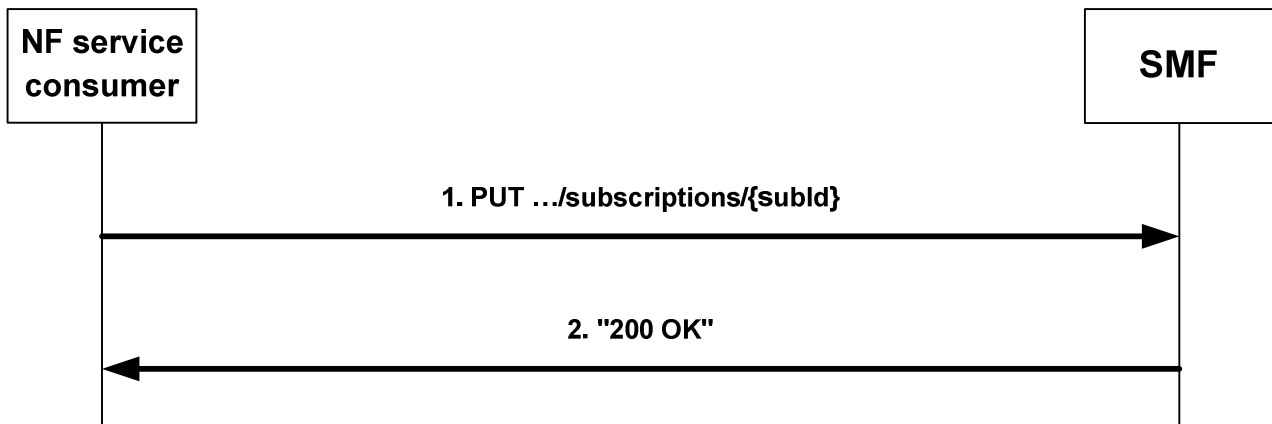 NF service
consumer
SMF
1. PUT …/subscriptions/{subId}
2. "200 OK"